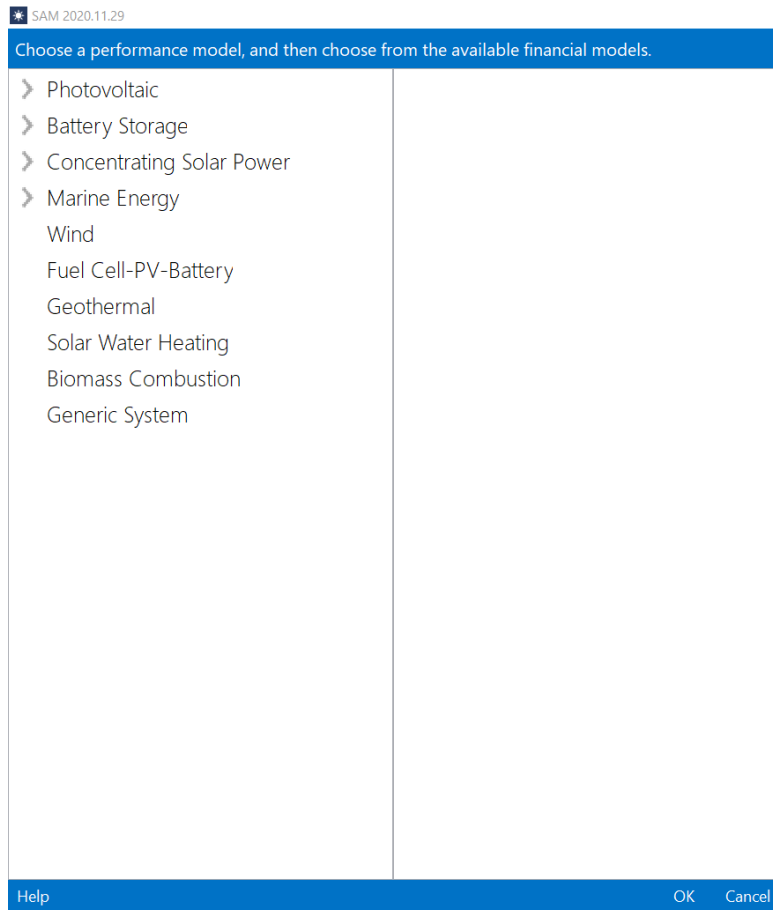 SAM 2020.11.29
Choose a performance model, and then choose from the available financial models.
Photovoltaic
Battery Storage
Concentrating Solar Power
Marine Energy
Wind
Fuel Cell-PV-Battery
Geothermal
Solar Water Heating
Biomass Combustion
Generic System
Help OK Cancel